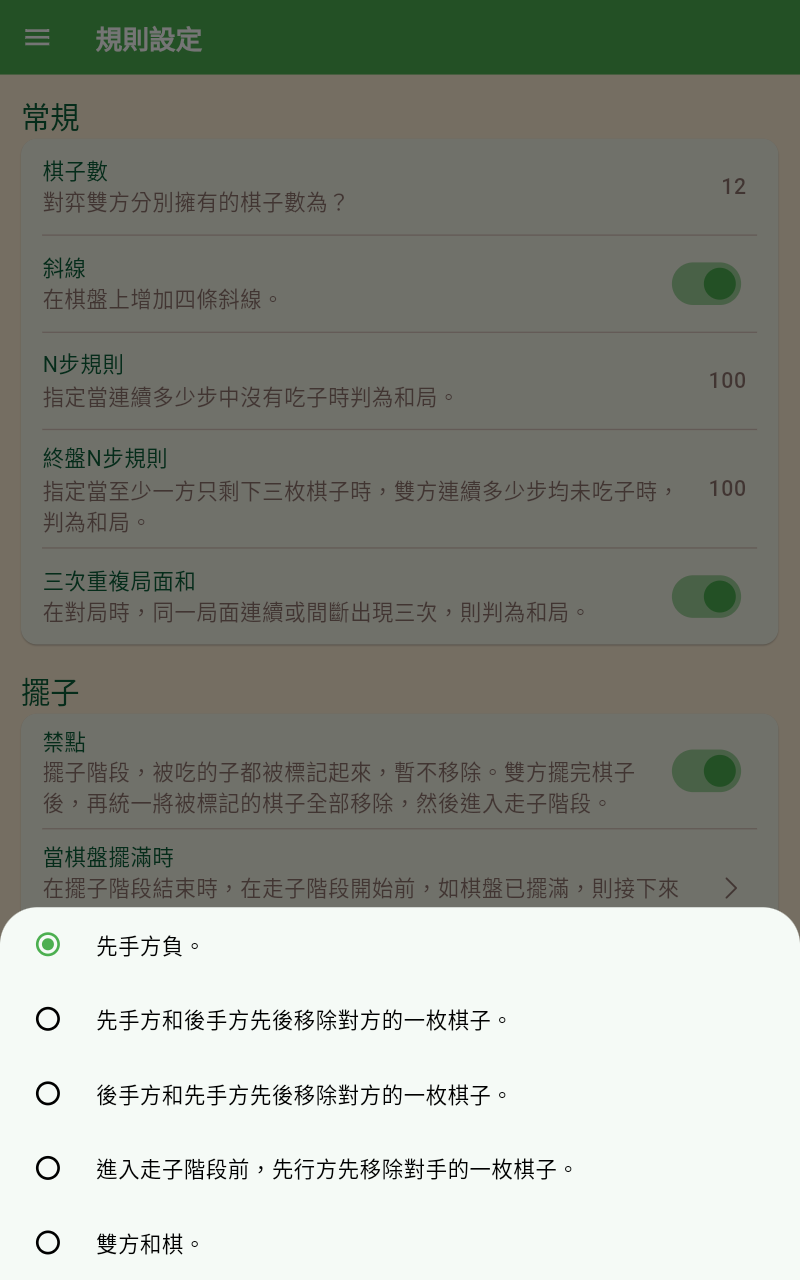 規則設定
常規
棋子數
對弈雙方分別擁有的棋子數為？
12
斜線
在棋盤上增加四條斜線。
N步規則
指定當連續多少步中沒有吃子時判為和局。
100
終盤N步規則
指定當至少一方只剩下三枚棋子時，雙方連續多少步均未吃子時，
判為和局。
100
三次重複局面和
在對局時，同一局面連續或間斷出現三次，則判為和局。
擺子
禁點
擺子階段，被吃的子都被標記起來，暫不移除。雙方擺完棋子
後，再統一將被標記的棋子全部移除，然後進入走子階段。
當棋盤擺滿時
在擺子階段結束時，在走子階段開始前，如棋盤已擺滿，則接下來
先手方負。
先手方和後手方先後移除對方的一枚棋子。
後手方和先手方先後移除對方的一枚棋子。
進入走子階段前，先行方先移除對手的一枚棋子。
雙方和棋。